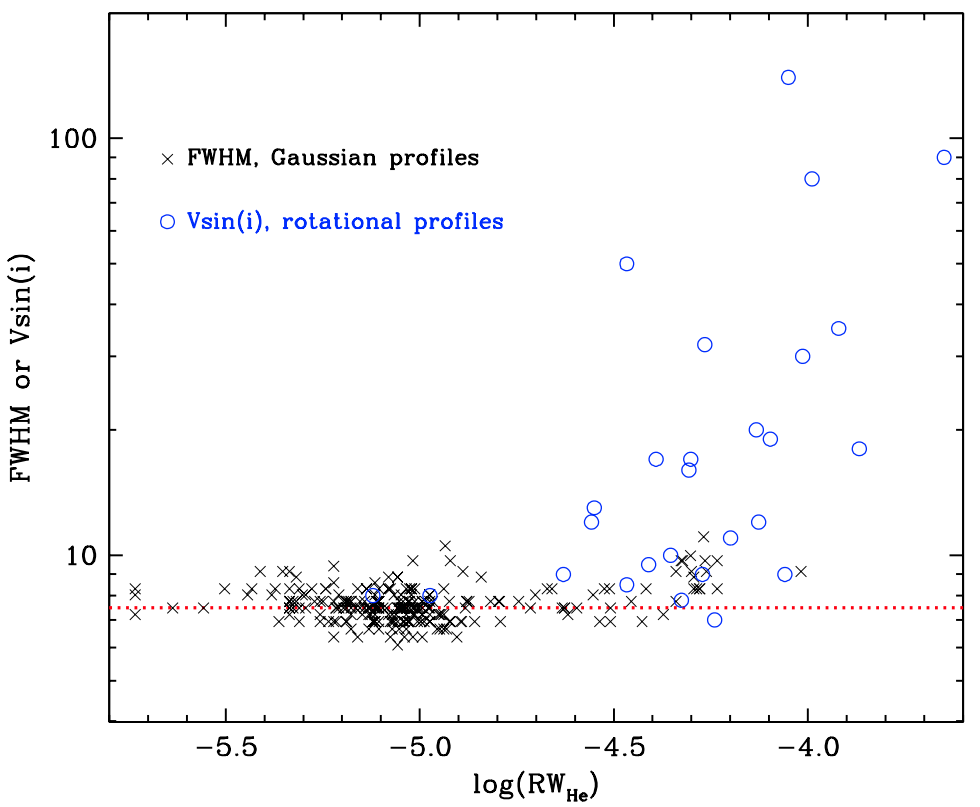 100
× FWHM, Gaussian profiles
○ Vsin(i), rotational profiles
FWHM or Vsin(i)
10
−5.5 −5.0 −4.5 −4.0
log(RW_He)